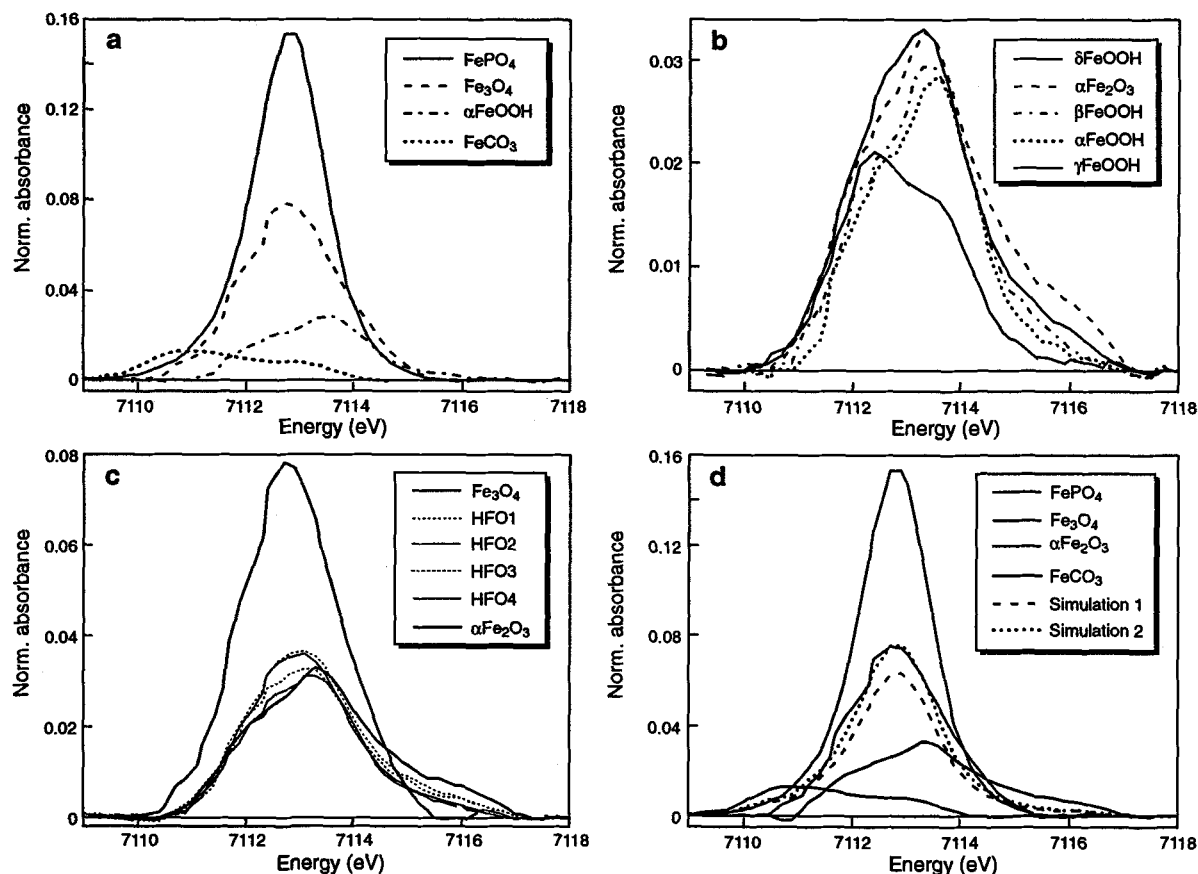 a
0.16
0.12
0.08
0.04
0
Norm. absorbance
FePO₄
Fe₃O₄
αFeOOH
FeCO₃
7110
7112
7114
7116
7118
Energy (eV)
b
0.03
0.02
0.01
0
Norm. absorbance
δFeOOH
αFe₂O₃
βFeOOH
αFeOOH
γFeOOH
7110
7112
7114
7116
7118
Energy (eV)
c
0.08
0.06
0.04
0.02
0
Norm. absorbance
Fe₃O₄
HFO1
HFO2
HFO3
HFO4
αFe₂O₃
7110
7112
7114
7116
7118
Energy (eV)
d
0.16
0.12
0.08
0.04
0
Norm. absorbance
FePO₄
Fe₃O₄
αFe₂O₃
FeCO₃
Simulation 1
Simulation 2
7110
7112
7114
7116
7118
Energy (eV)